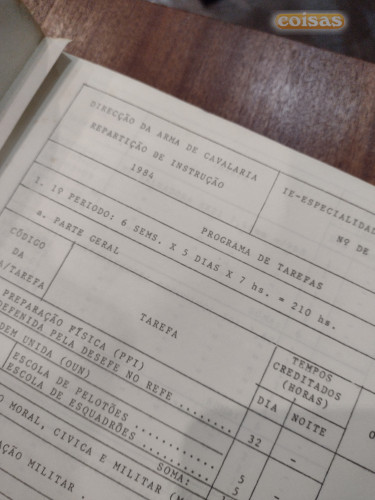 coisas
DIRECÇÃO DA ARMA DE CAVALARIA
REPARTIÇÃO DE INSTRUÇÃO
1984
IE-ESPECIALIDAD
Nº DE
PROGRAMA DE TAREFAS
1. 1º PERIODO: 6 SEMS. X 5 DIAS X 7 hs. = 210 hs.
a. PARTE GERAL
CÓDIGO
DA
A/TAREFA
TAREFA
TEMPOS
CREDITADOS
(HORAS)
DIA NOITE
PREPARAÇÃO FÍSICA (PFI)
DEFENIDA PELA DESEFE NO REFE ........ 32 -
DEM UNIDA (OUN)
ESCOLA DE PELOTÕES ............ 5 -
ESCOLA DE ESQUADRÕES .......... 5
SOMA:
O MORAL, CIVICA E MILITAR (M
AÇÃO MILITAR .